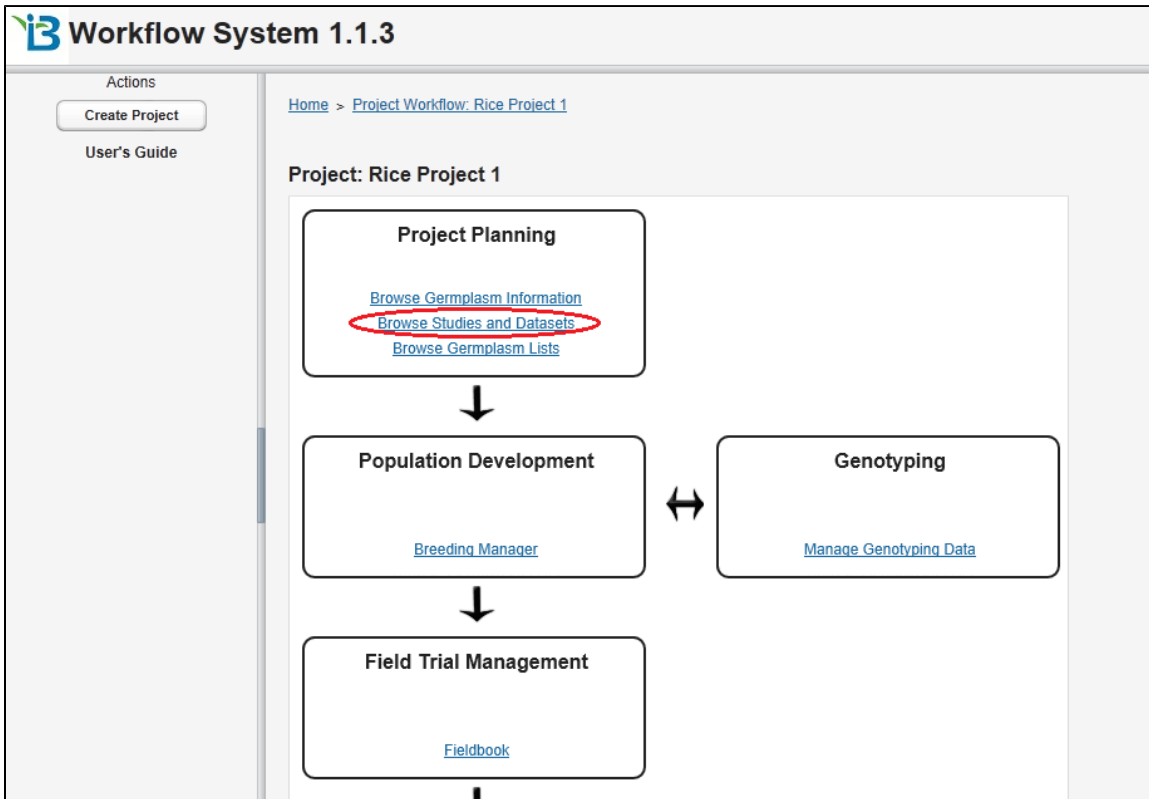 iB Workflow System 1.1.3
Actions
Create Project
User's Guide
Home > Project Workflow: Rice Project 1
Project: Rice Project 1
Project Planning
Browse Germplasm Information
Browse Studies and Datasets
Browse Germplasm Lists
Population Development
Breeding Manager
Genotyping
Manage Genotyping Data
Field Trial Management
Fieldbook